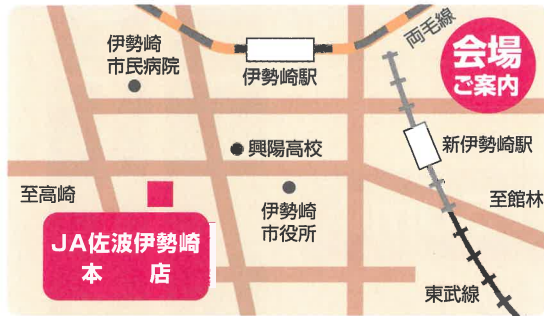 両毛線
会場
ご案内
伊勢崎
市民病院
伊勢崎駅
興陽高校
新伊勢崎駅
至高崎
伊勢崎
市役所
至館林
JA佐波伊勢崎
本　店
東武線